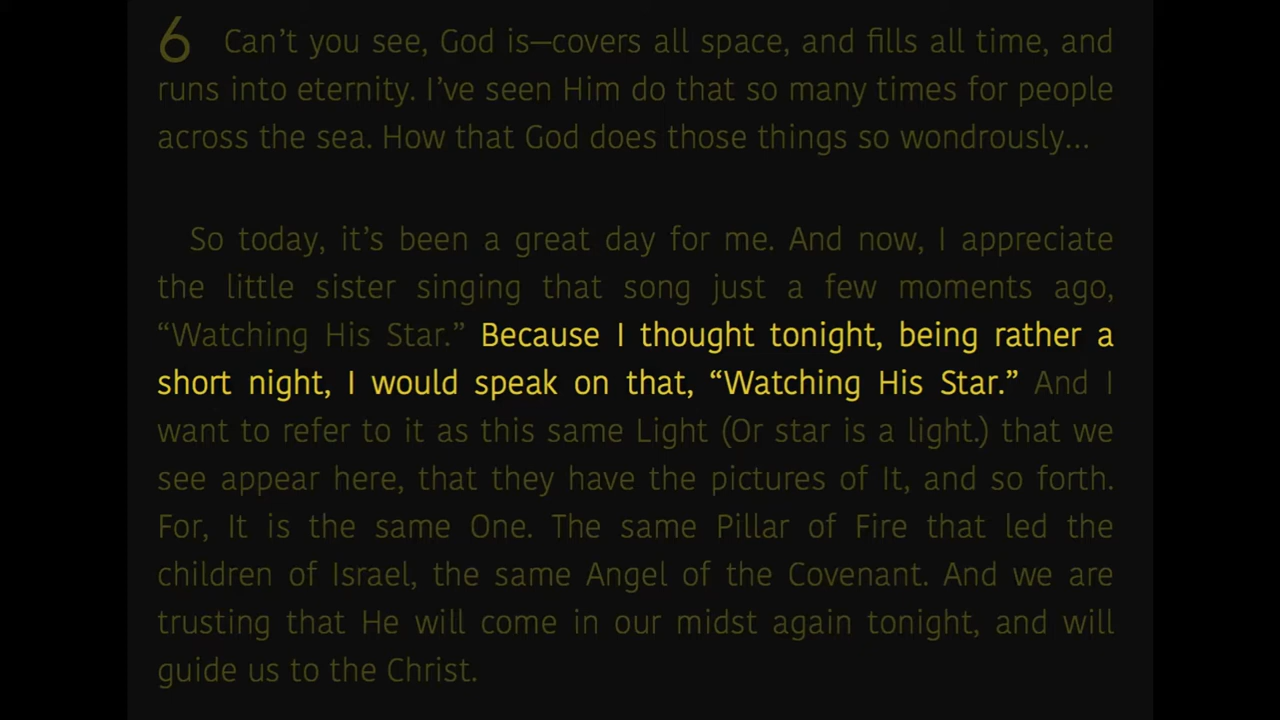 6 Can’t you see, God is—covers all space, and fills all time, and
runs into eternity. I’ve seen Him do that so many times for people
across the sea. How that God does those things so wondrously...
So today, it’s been a great day for me. And now, I appreciate
the little sister singing that song just a few moments ago,
“Watching His Star.” Because I thought tonight, being rather a
short night, I would speak on that, “Watching His Star.” And I
want to refer to it as this same Light (Or star is a light.) that we
see appear here, that they have the pictures of It, and so forth.
For, It is the same One. The same Pillar of Fire that led the
children of Israel, the same Angel of the Covenant. And we are
trusting that He will come in our midst again tonight, and will
guide us to the Christ.